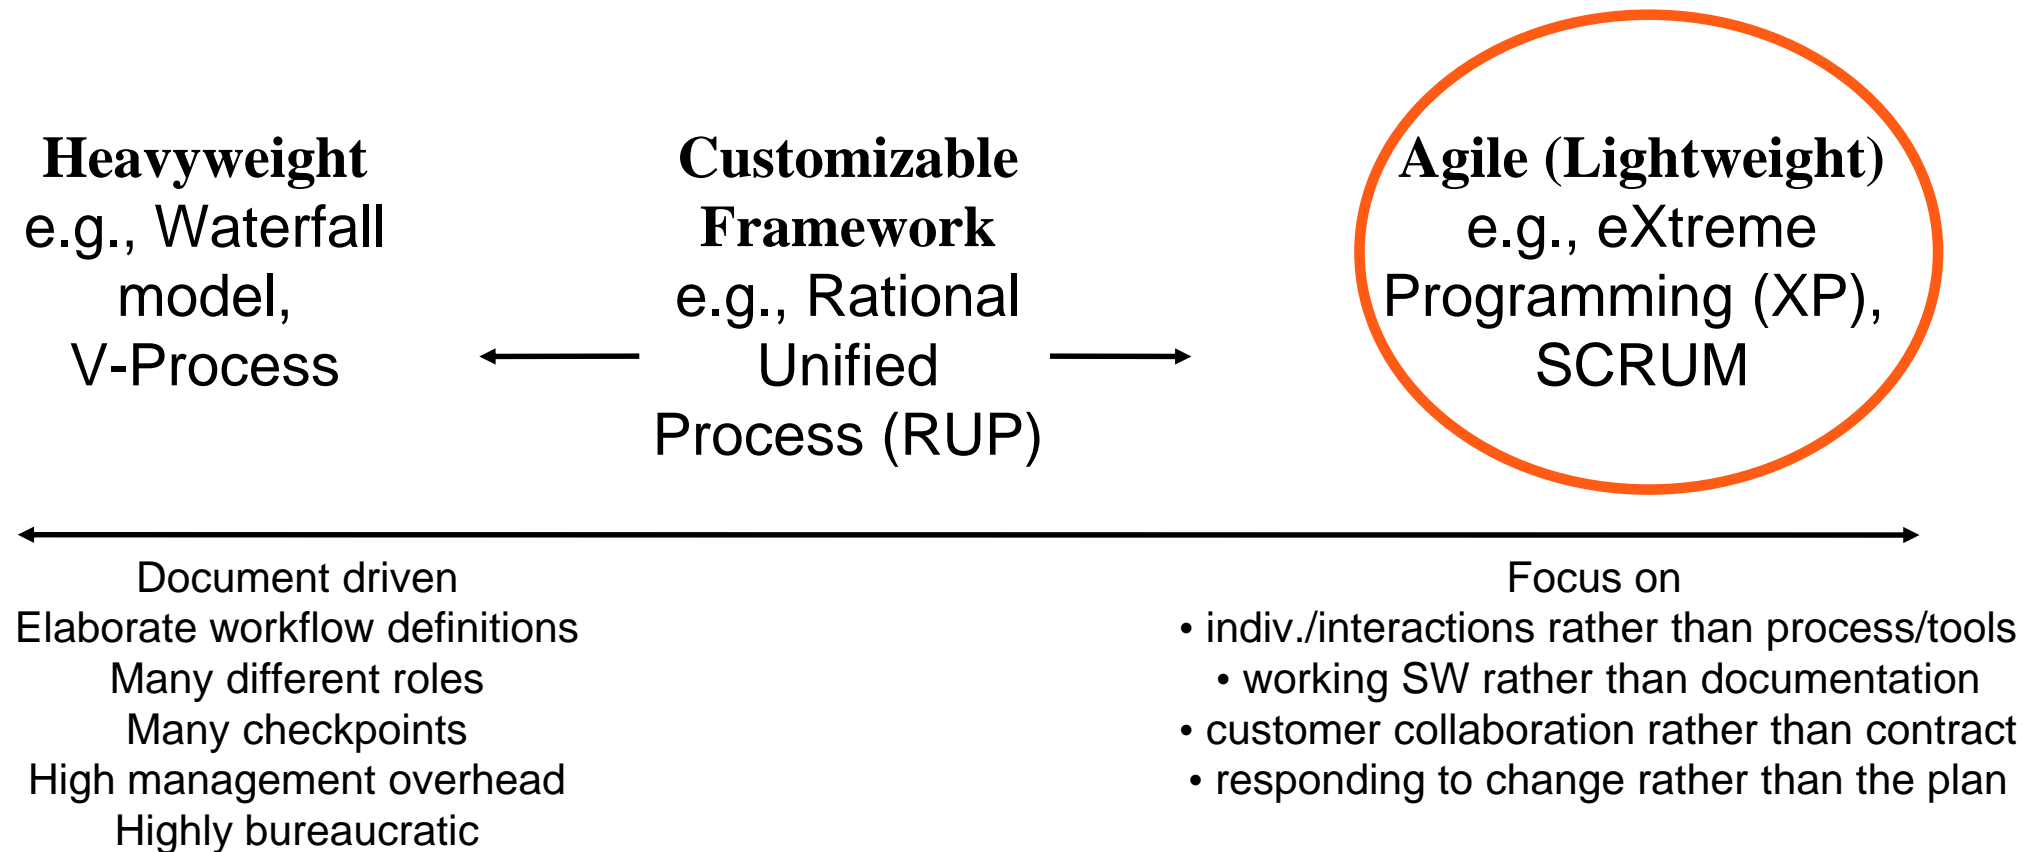 Heavyweight
e.g., Waterfall
model,
V-Process
Customizable
Framework
e.g., Rational
Unified
Process (RUP)
Agile (Lightweight)
e.g., eXtreme
Programming (XP),
SCRUM
Document driven
Elaborate workflow definitions
Many different roles
Many checkpoints
High management overhead
Highly bureaucratic
Focus on
• indiv./interactions rather than process/tools
• working SW rather than documentation
• customer collaboration rather than contract
• responding to change rather than the plan